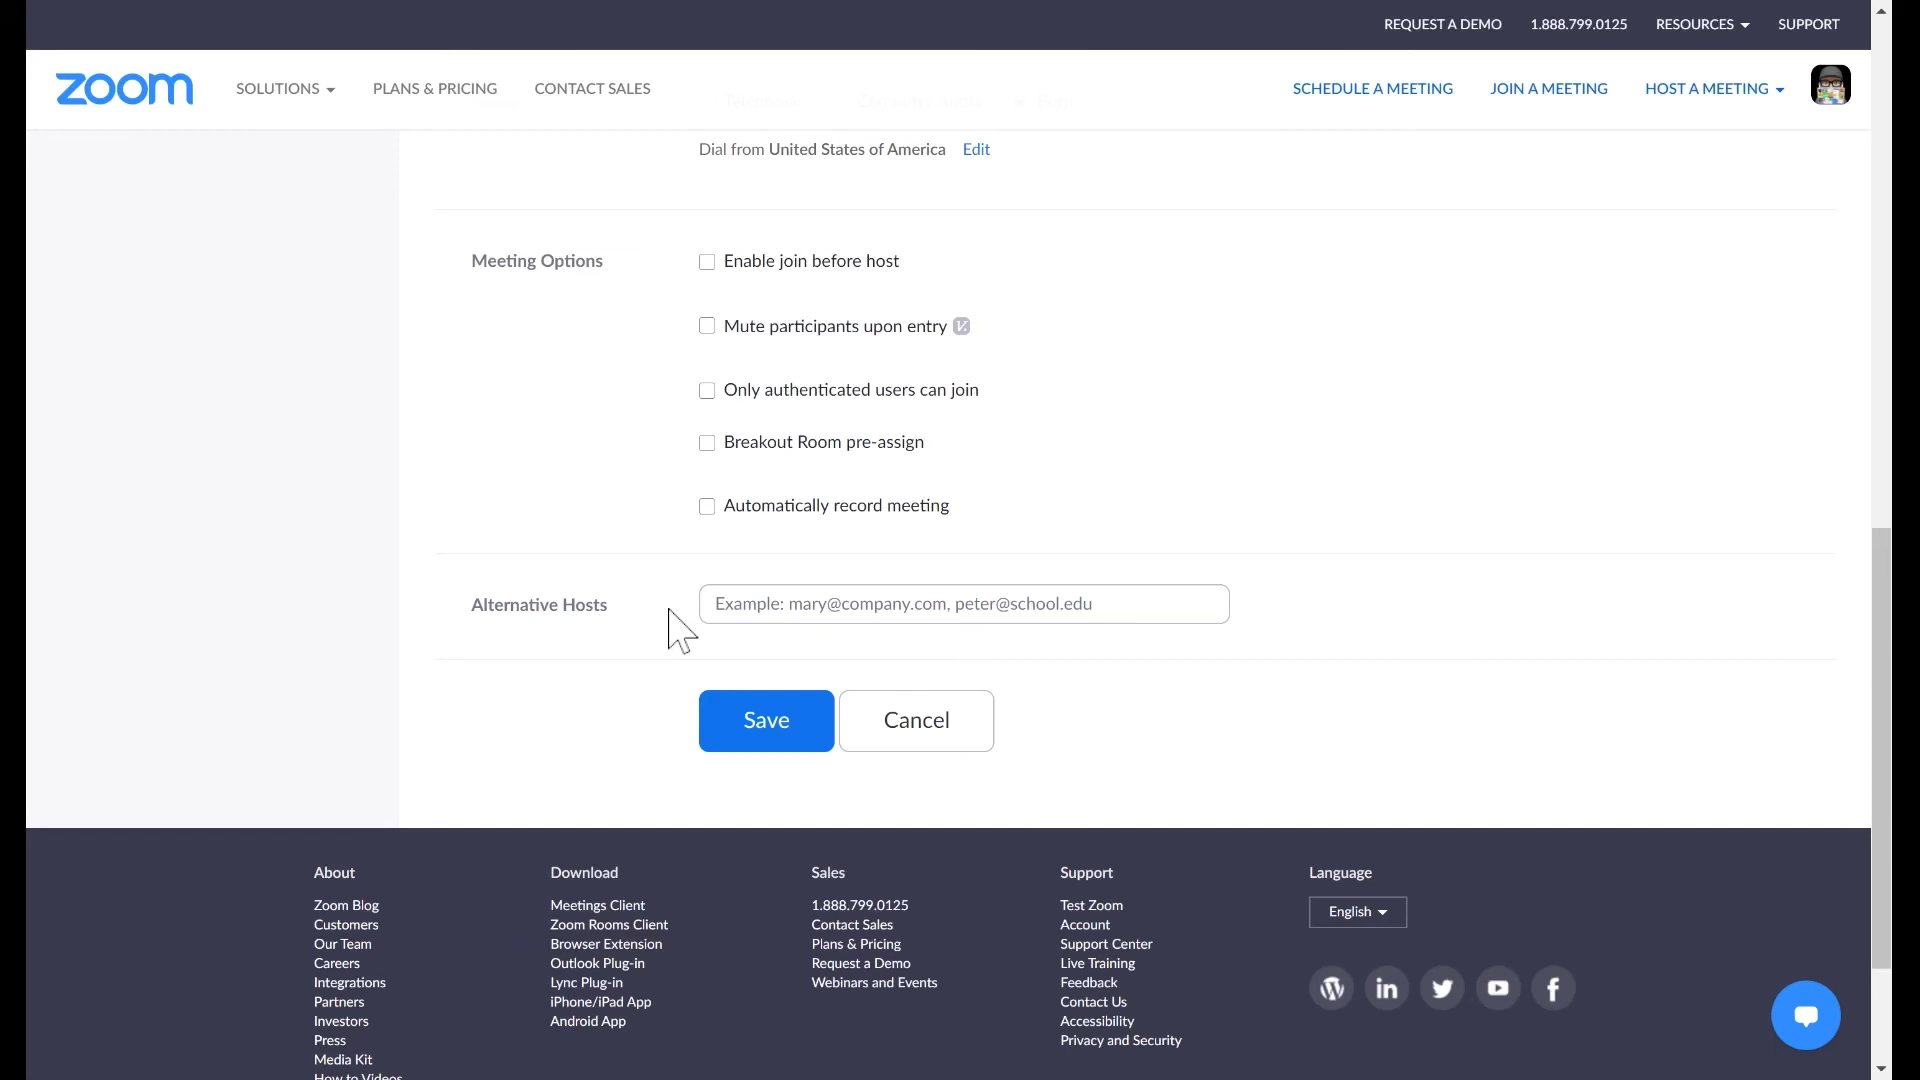 REQUEST A DEMO 1.888.799.0125 RESOURCES SUPPORT
zoom SOLUTIONS PLANS & PRICING CONTACT SALES SCHEDULE A MEETING JOIN A MEETING HOST A MEETING
Dial from United States of America Edit
Meeting Options
Enable join before host
Mute participants upon entry
Only authenticated users can join
Breakout Room pre-assign
Automatically record meeting
Alternative Hosts
Example: mary@company.com, peter@school.edu
Save Cancel
About
Zoom Blog
Customers
Our Team
Careers
Integrations
Partners
Investors
Press
Media Kit
How to Videos
Download
Meetings Client
Zoom Rooms Client
Browser Extension
Outlook Plug-in
Lync Plug-in
iPhone/iPad App
Android App
Sales
1.888.799.0125
Contact Sales
Plans & Pricing
Request a Demo
Webinars and Events
Support
Test Zoom
Account
Support Center
Live Training
Feedback
Contact Us
Accessibility
Privacy and Security
Language
English